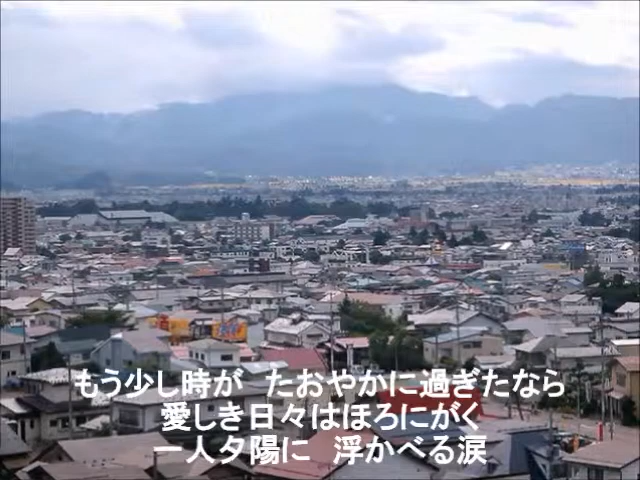 もう少し時が　たおやかに過ぎたなら
愛しき日々はほろにがく
一人夕陽に　浮かべる涙